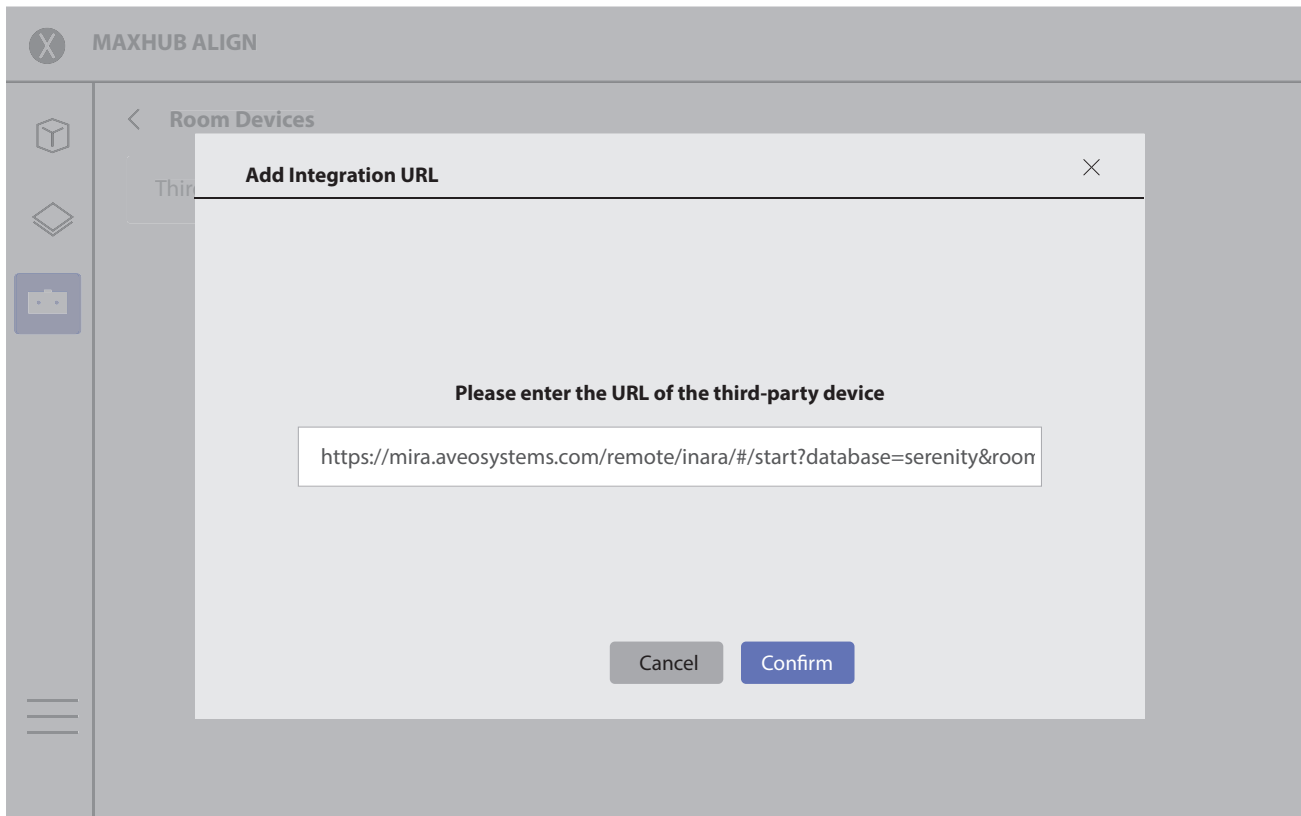 X
MAXHUB ALIGN
Room Devices
Thir
Add Integration URL
Please enter the URL of the third-party device
https://mira.aveosystems.com/remote/inara/#/start?database=serenity&room
Cancel
Confirm